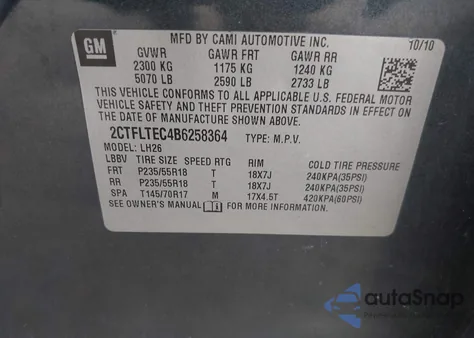 GM
MFD BY CAMI AUTOMOTIVE INC. 10/10
GVWR GAWR FRT GAWR RR
2300 KG 1175 KG 1240 KG
5070 LB 2590 LB 2733 LB
THIS VEHICLE CONFORMS TO ALL APPLICABLE U.S. FEDERAL MOTOR
VEHICLE SAFETY AND THEFT PREVENTION STANDARDS IN EFFECT ON
THE DATE OF MANUFACTURE SHOWN ABOVE.
2CTFLTEC4B6258364 TYPE: M.P.V.
MODEL: LH26
LBBV TIRE SIZE SPEED RTG RIM COLD TIRE PRESSURE
FRT P235/55R18 T 18X7J 240KPA(35PSI)
RR P235/55R18 T 18X7J 240KPA(35PSI)
SPA T145/70R17 M 17X4.5T 420KPA(60PSI)
SEE OWNER'S MANUAL FOR MORE INFORMATION.
autoSnap